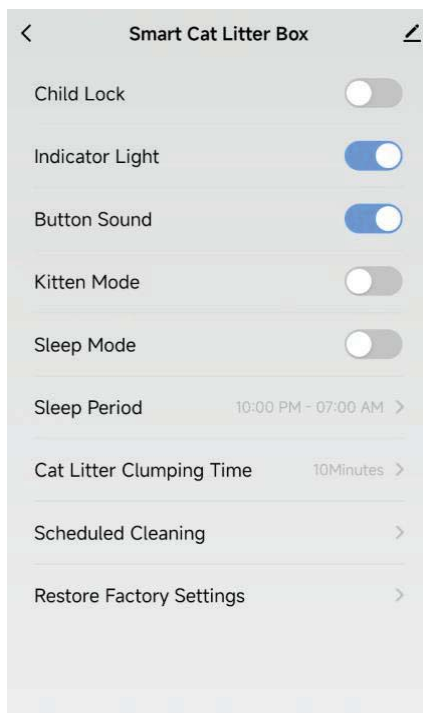 Smart Cat Litter Box
Child Lock
Indicator Light
Button Sound
Kitten Mode
Sleep Mode
Sleep Period 10:00 PM - 07:00 AM
Cat Litter Clumping Time 10Minutes
Scheduled Cleaning
Restore Factory Settings